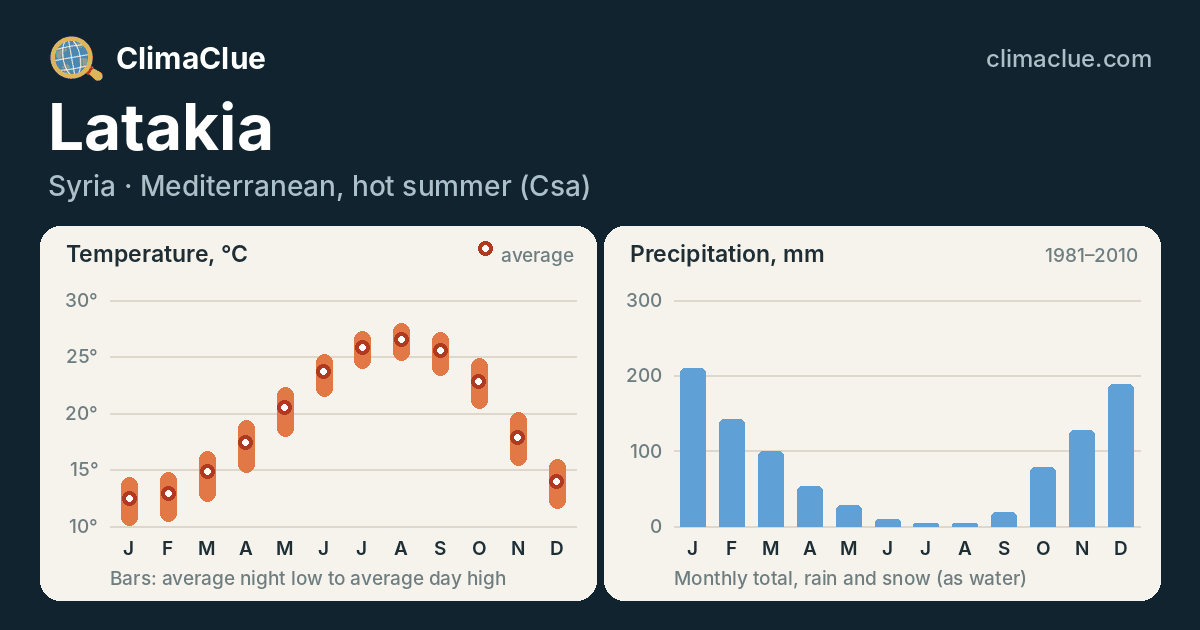 ClimaClue
climaclue.com
Latakia
Syria · Mediterranean, hot summer (Csa)
Temperature, °C
average
30°
25°
20°
15°
10°
J F M A M J J A S O N D
Bars: average night low to average day high
Precipitation, mm
1981–2010
300
200
100
0
J F M A M J J A S O N D
Monthly total, rain and snow (as water)